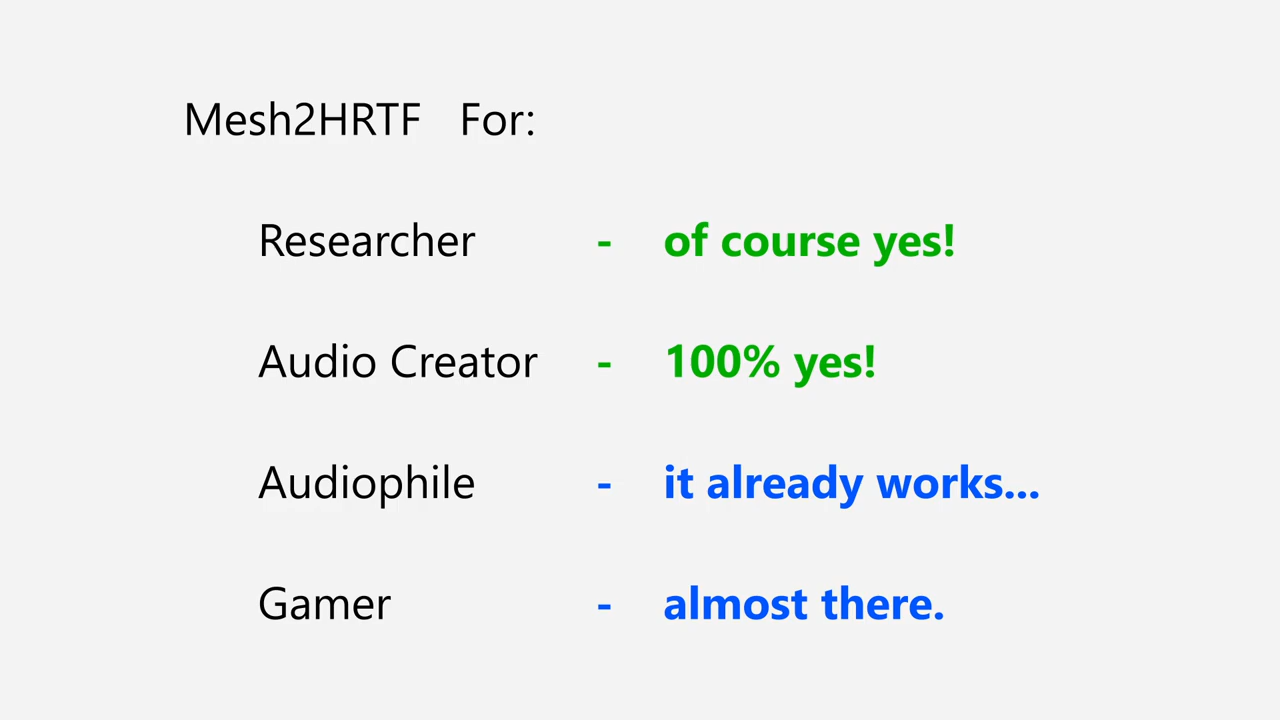 Mesh2HRTF For:
Researcher - of course yes!
Audio Creator - 100% yes!
Audiophile - it already works...
Gamer - almost there.